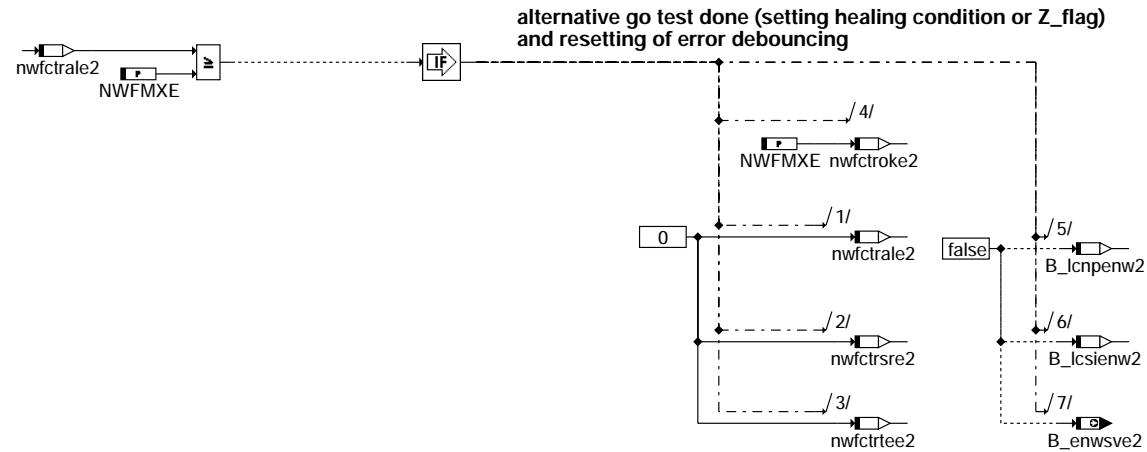 alternative go test done (setting healing condition or Z_flag)
and resetting of error debouncing
nwfctrale2
P
NWFMXE
≥
IF
/4/
P
NWFMXE
nwfctroke2
/1/
0
nwfctrale2
/5/
false
B_lcnpenw2
/2/
nwfctrsre2
/6/
B_lcsienw2
/3/
nwfctrtee2
/7/
B_enwsve2